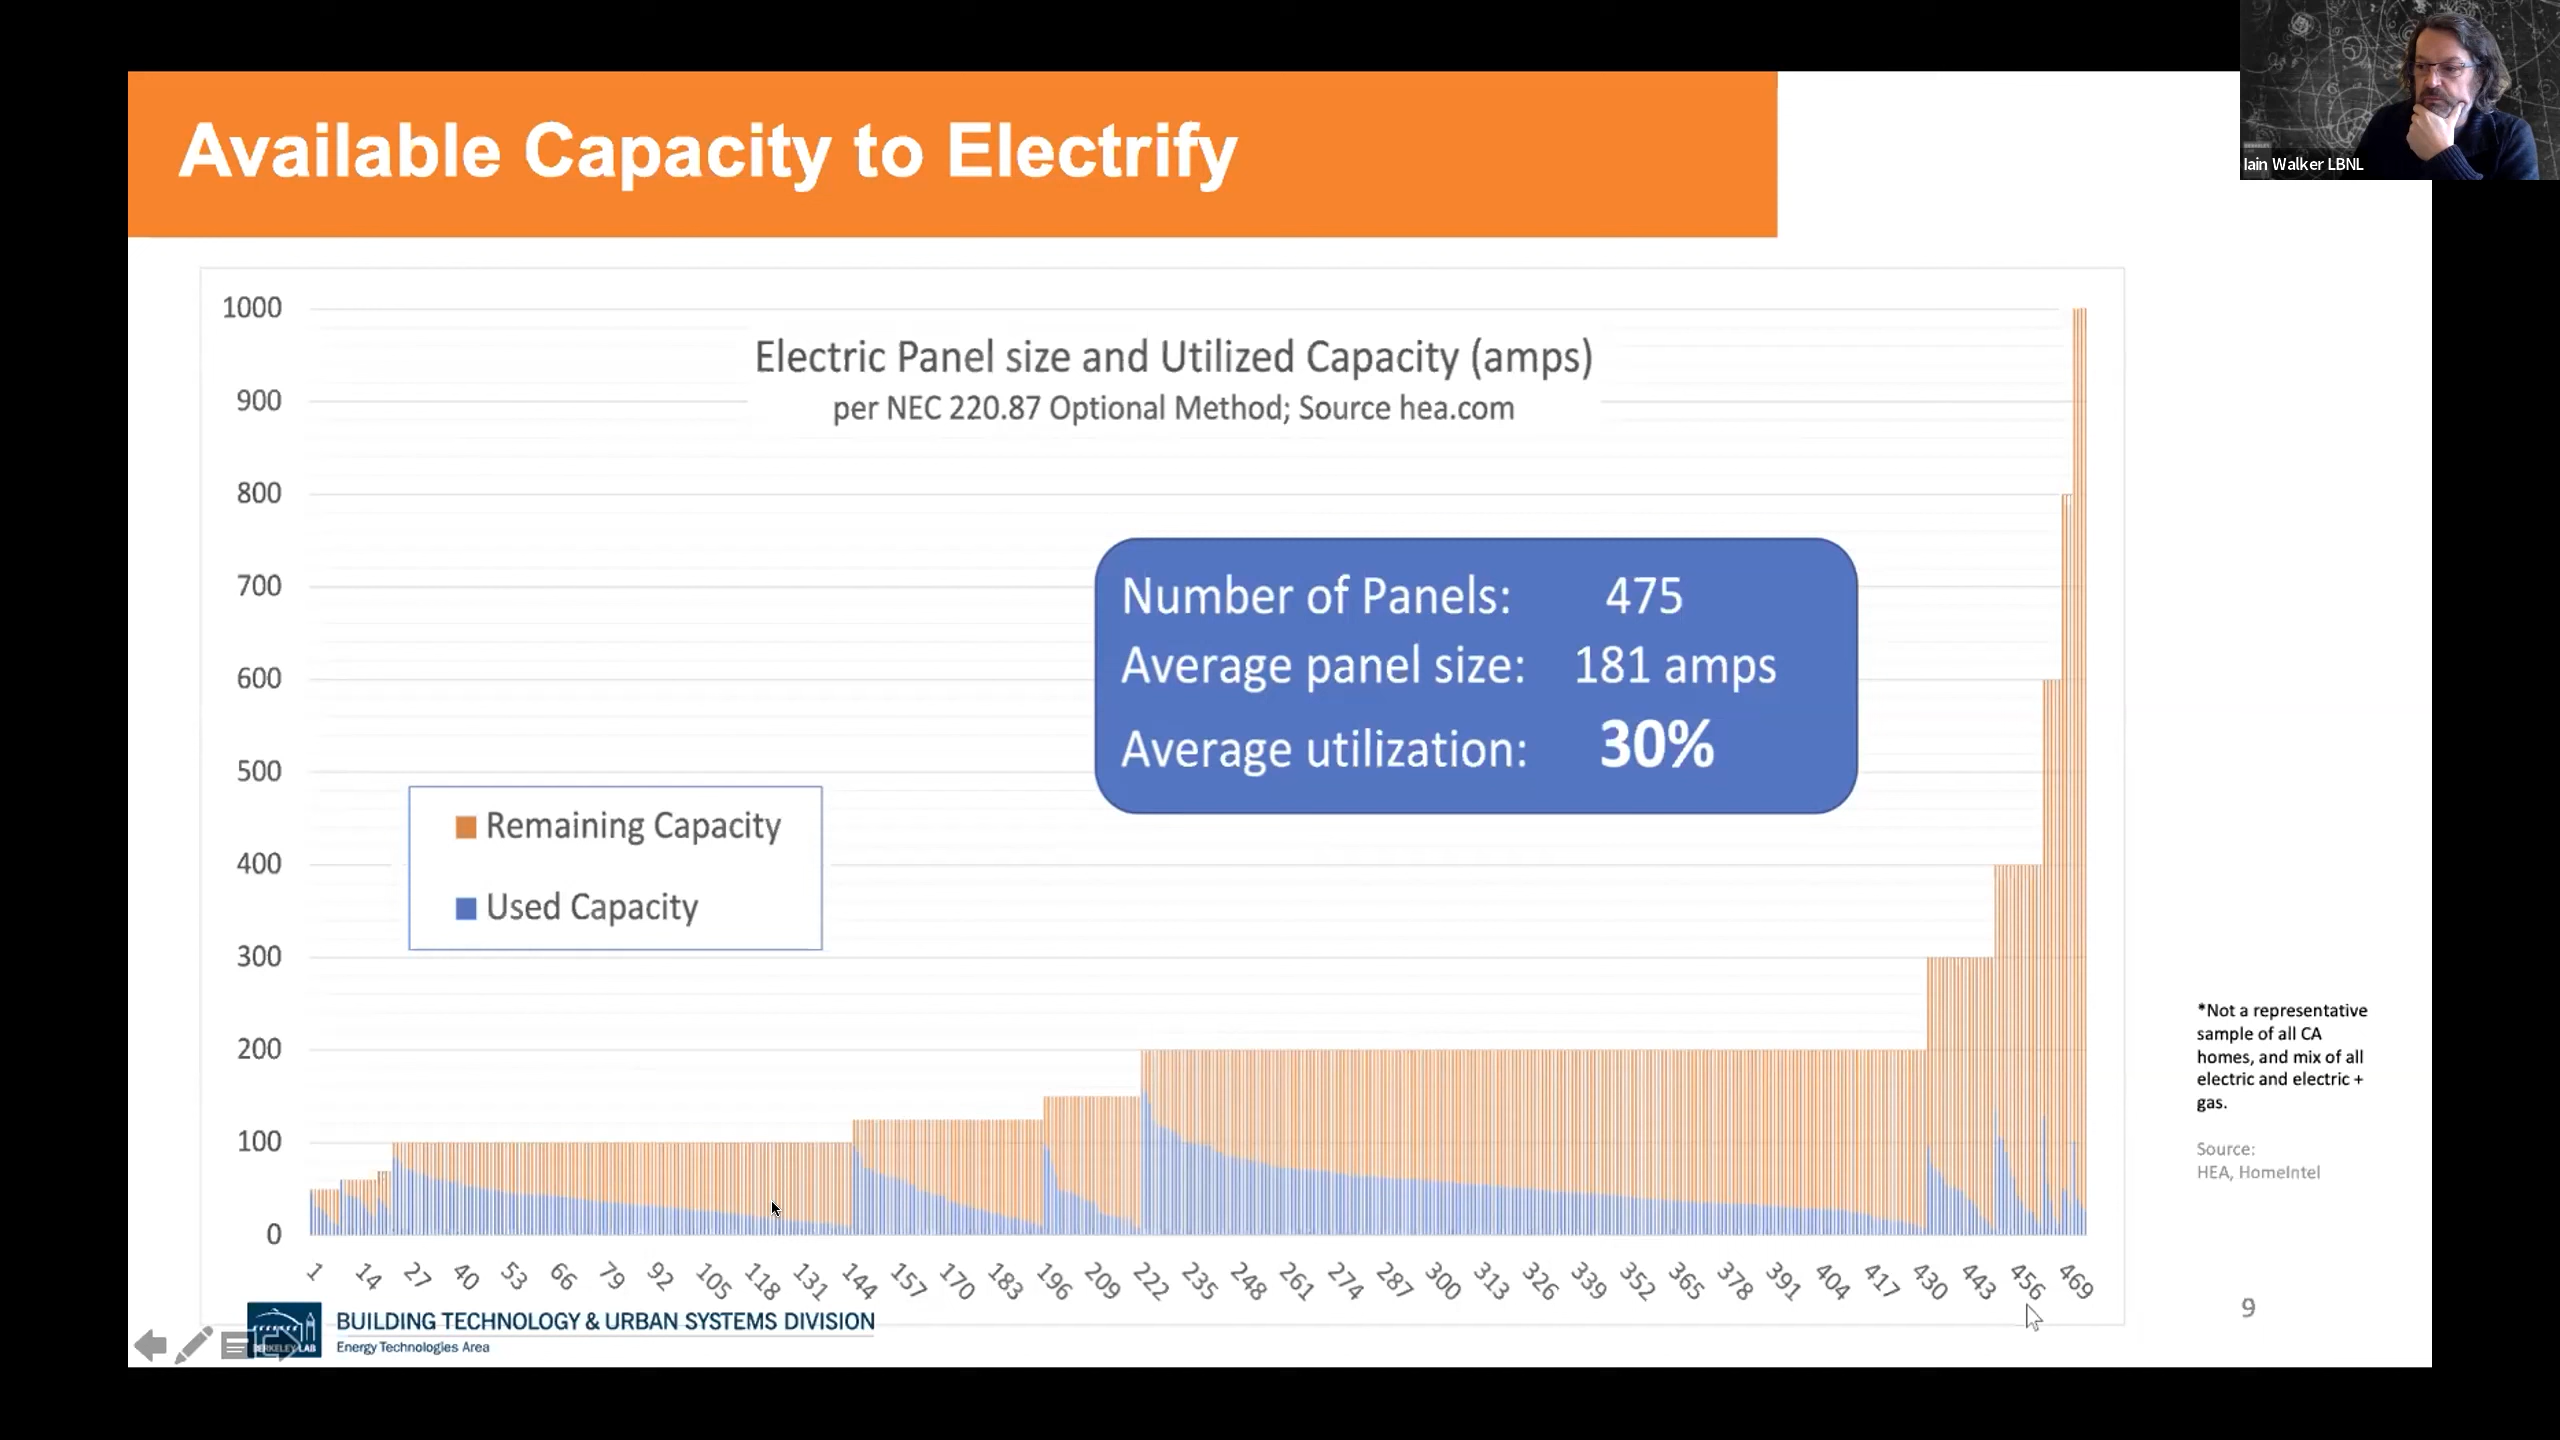 Available Capacity to Electrify
Iain Walker LBNL
Electric Panel size and Utilized Capacity (amps)
per NEC 220.87 Optional Method; Source hea.com
1000
900
800
700
600
500
400
300
200
100
0
Number of Panels: 475
Average panel size: 181 amps
Average utilization: 30%
Remaining Capacity
Used Capacity
1 14 27 40 53 66 79 92 105 118 131 144 157 170 183 196 209 222 235 248 261 274 287 300 313 326 339 352 365 378 391 404 417 430 443 456 469
*Not a representative
sample of all CA
homes, and mix of all
electric and electric +
gas.
Source:
HEA, HomeIntel
BERKELEY LAB
BUILDING TECHNOLOGY & URBAN SYSTEMS DIVISION
Energy Technologies Area
9